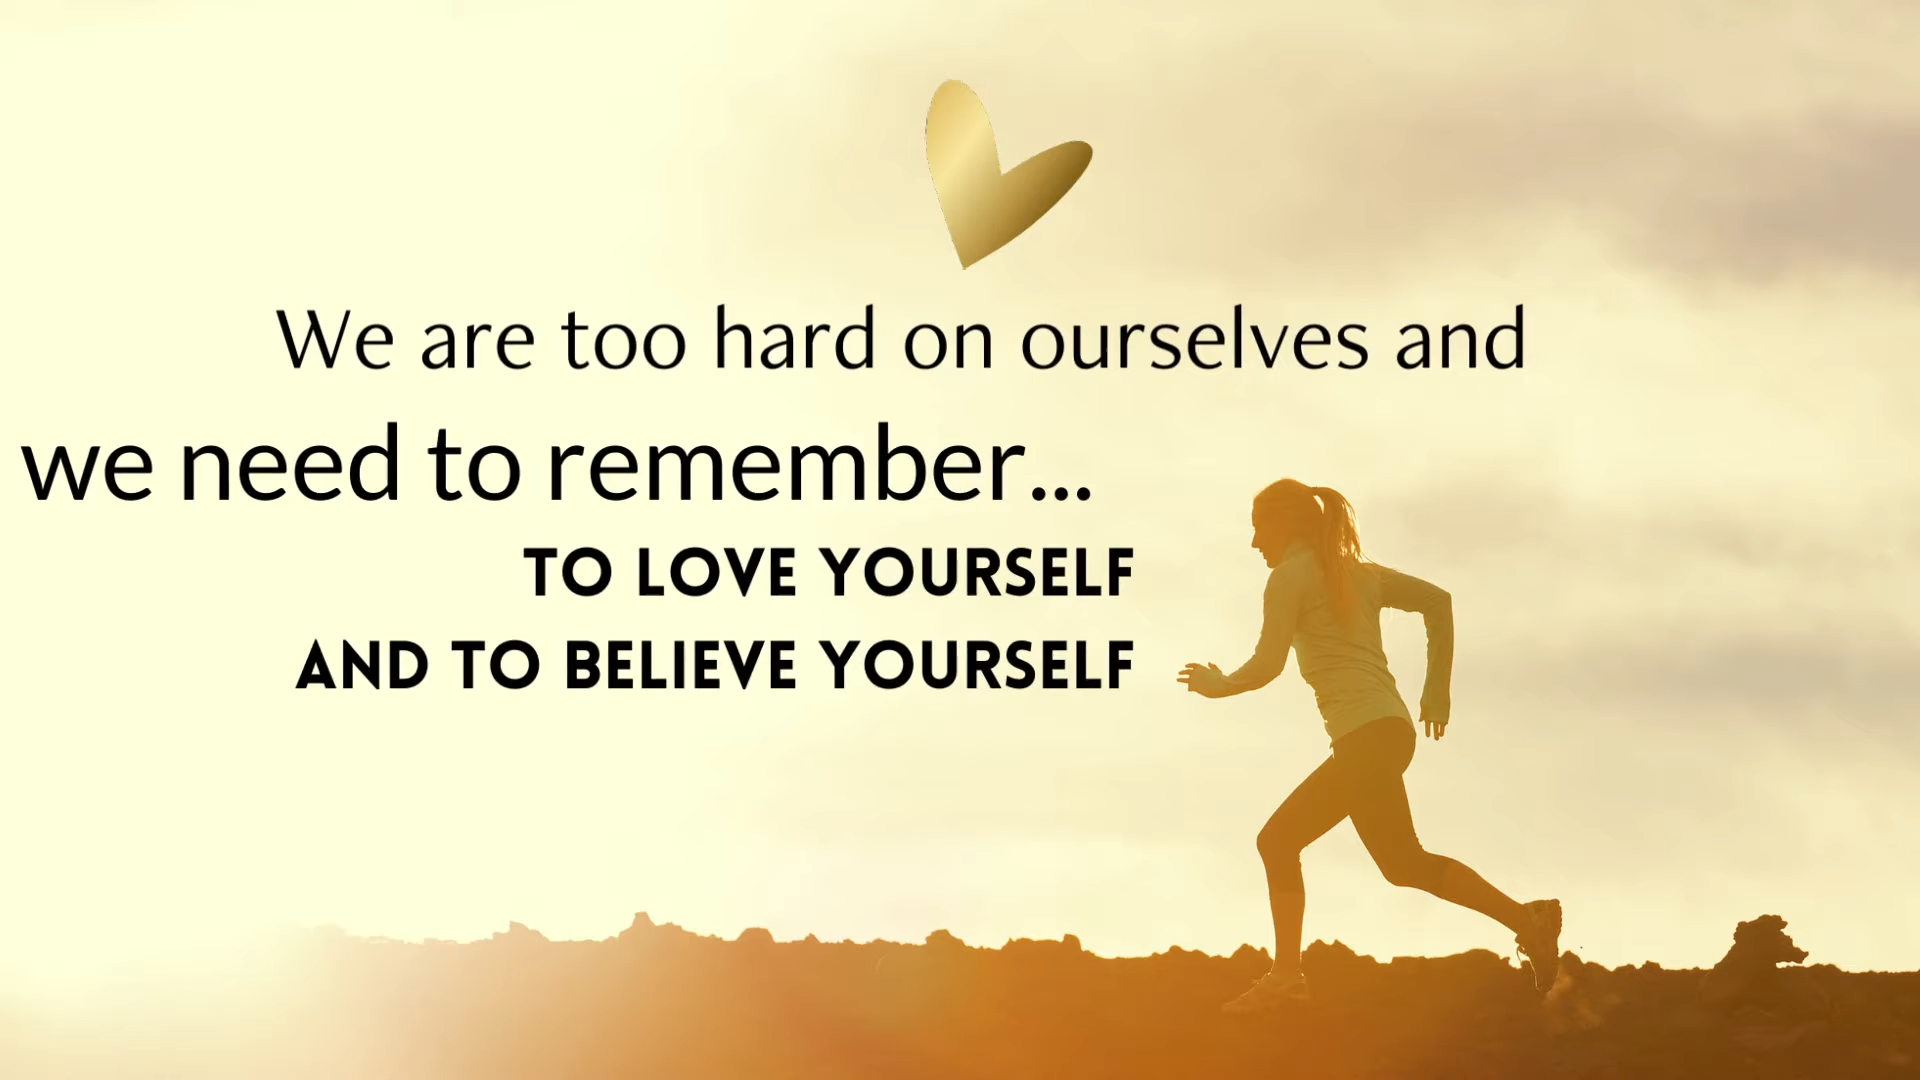 We are too hard on ourselves and
we need to remember...
TO LOVE YOURSELF
AND TO BELIEVE YOURSELF